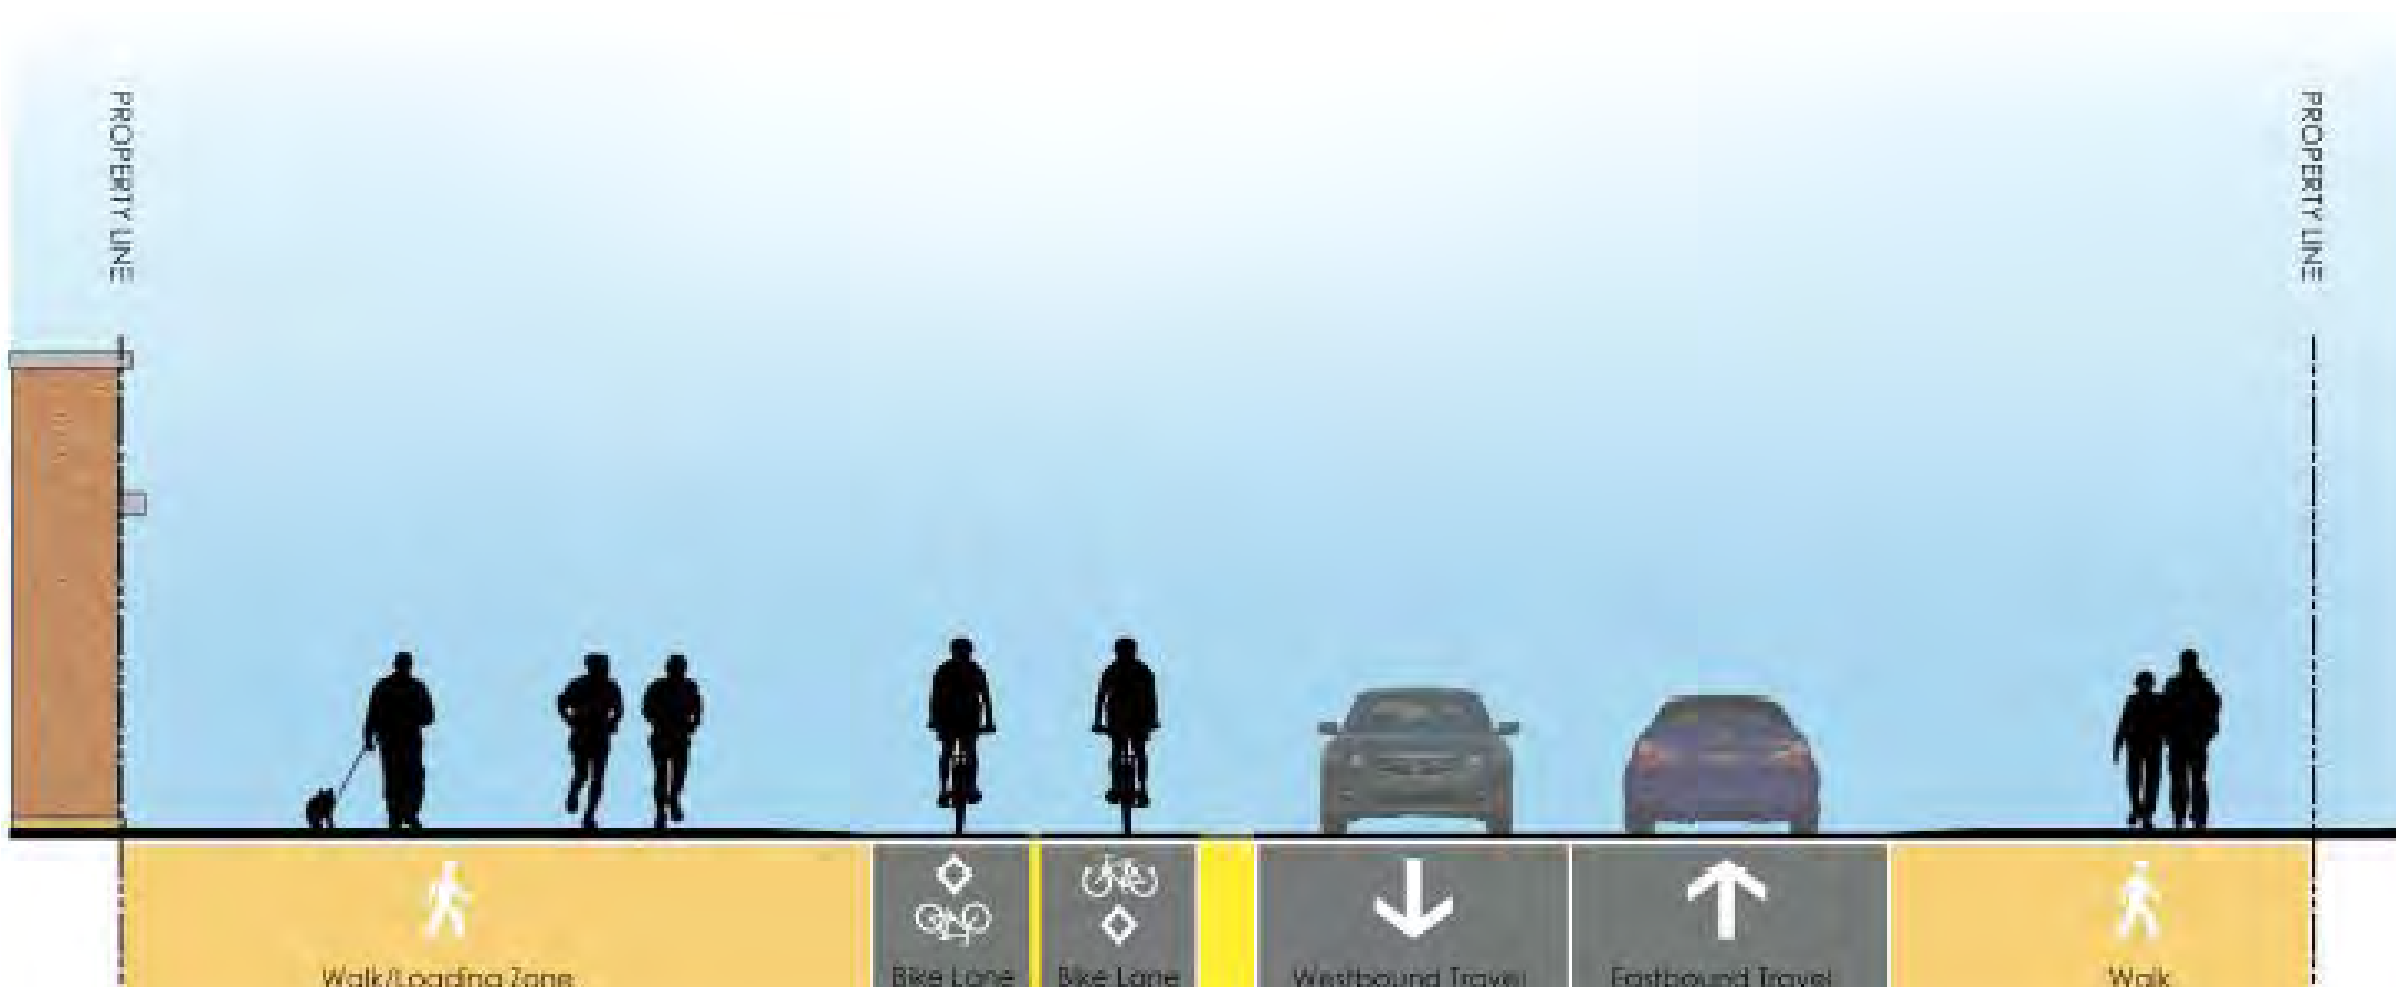 PROPERTY LINE
PROPERTY LINE
Walk/Loading Zone
Bike Lane
Bike Lane
Westbound Travel
Eastbound Travel
Walk